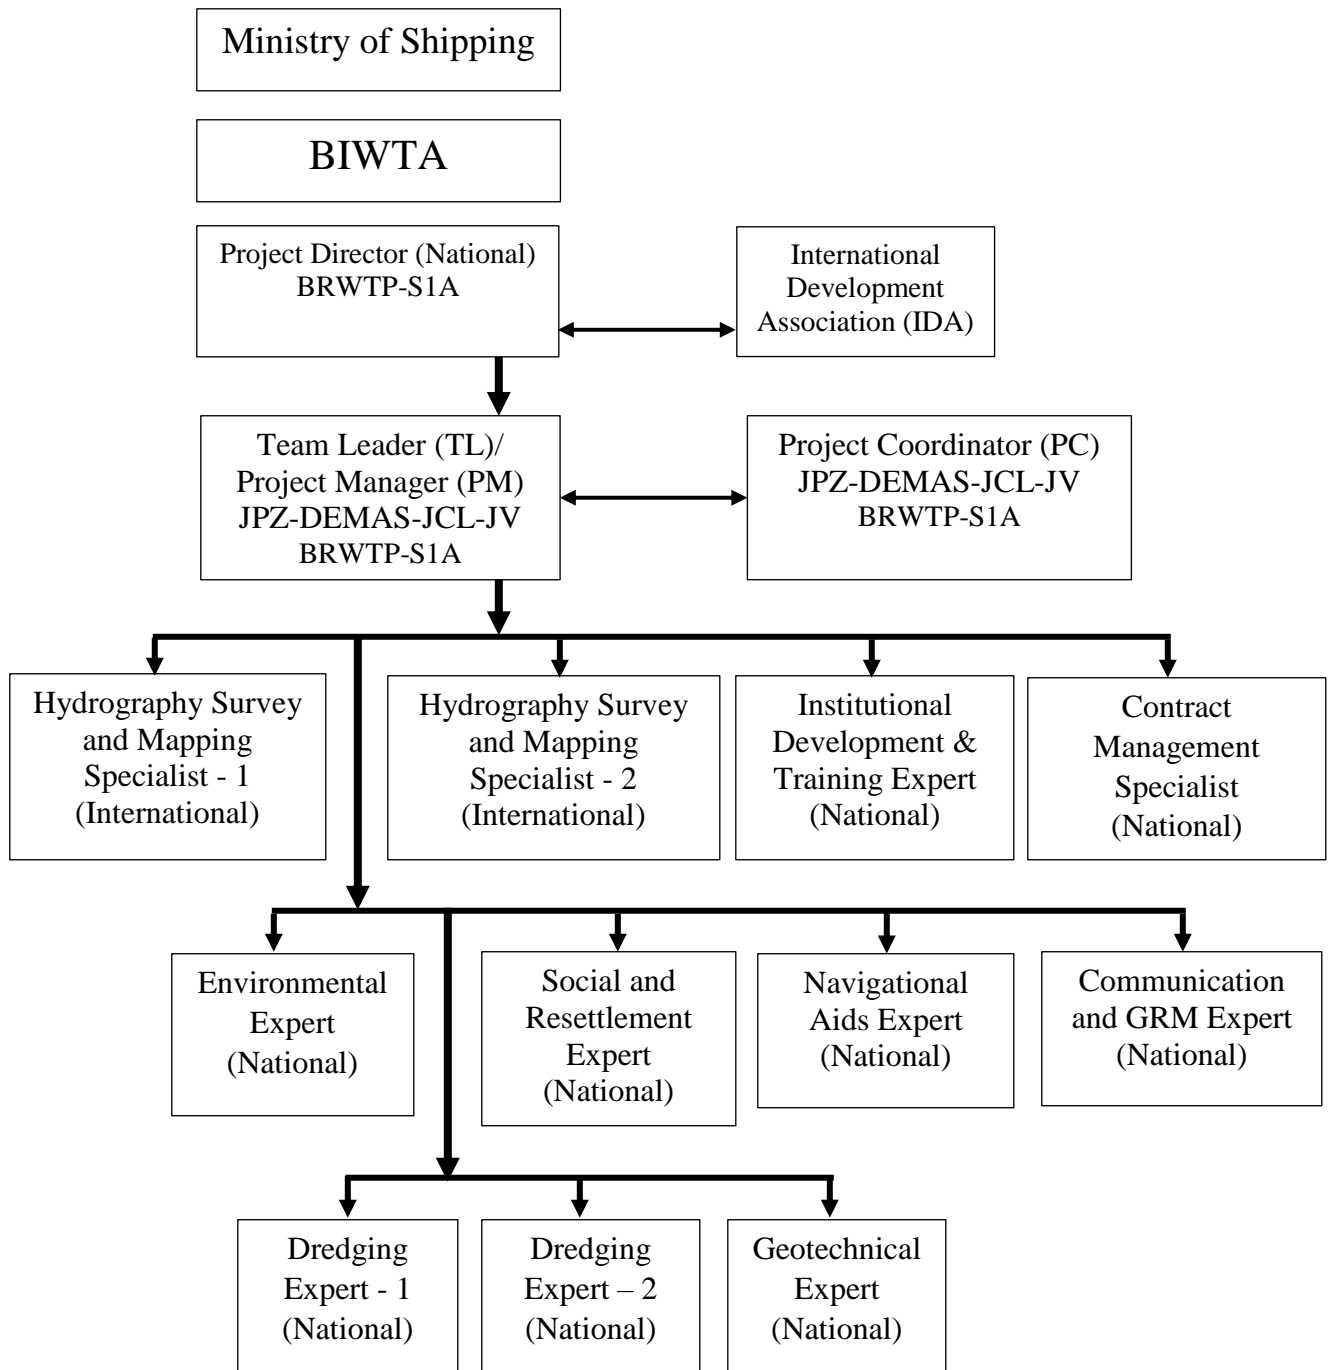 Ministry of Shipping
BIWTA
Project Director (National)
BRWTP-S1A
International
Development
Association (IDA)
Team Leader (TL)/
Project Manager (PM)
JPZ-DEMAS-JCL-JV
BRWTP-S1A
Project Coordinator (PC)
JPZ-DEMAS-JCL-JV
BRWTP-S1A
Hydrography Survey
and Mapping
Specialist - 1
(International)
Hydrography Survey
and Mapping
Specialist - 2
(International)
Institutional
Development &
Training Expert
(National)
Contract
Management
Specialist
(National)
Environmental
Expert
(National)
Social and
Resettlement
Expert
(National)
Navigational
Aids Expert
(National)
Communication
and GRM Expert
(National)
Dredging
Expert - 1
(National)
Dredging
Expert – 2
(National)
Geotechnical
Expert
(National)